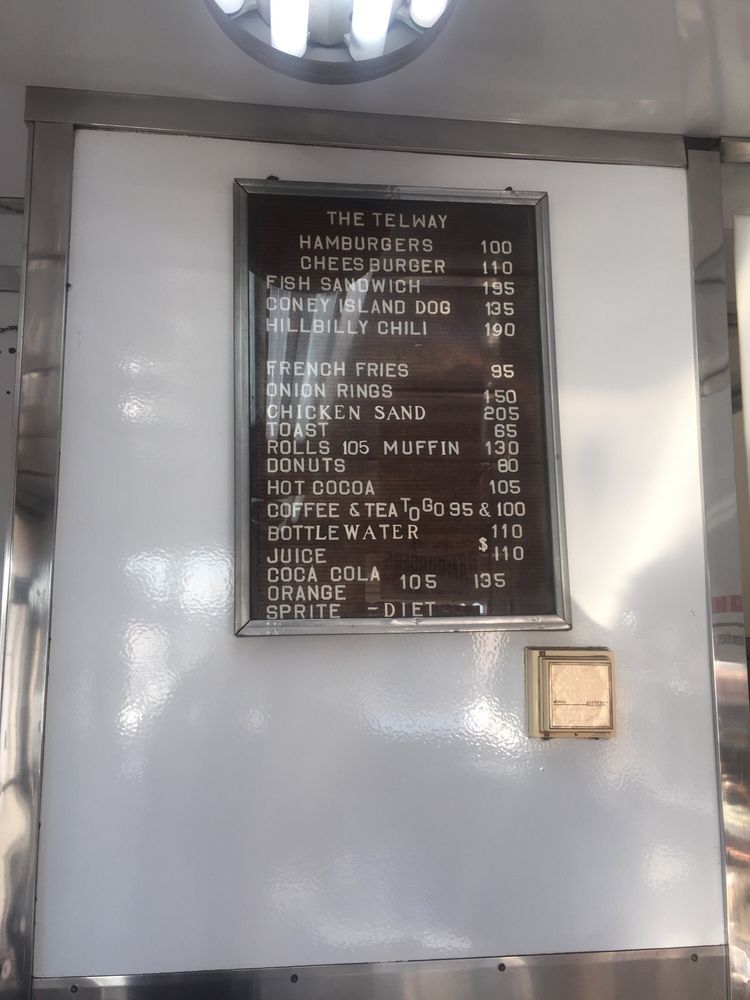 THE TELWAY
HAMBURGERS 100
CHEESBURGER 110
FISH SANDWICH 195
CONEY ISLAND DOG 135
HILLBILLY CHILI 190
FRENCH FRIES 95
ONION RINGS 150
CHICKEN SAND 205
TOAST 65
ROLLS 105 MUFFIN 130
DONUTS 80
HOT COCOA 105
COFFEE & TEA TO GO 95 & 100
BOTTLE WATER 110
JUICE $110
COCA COLA 105 135
ORANGE
SPRITE - DIET